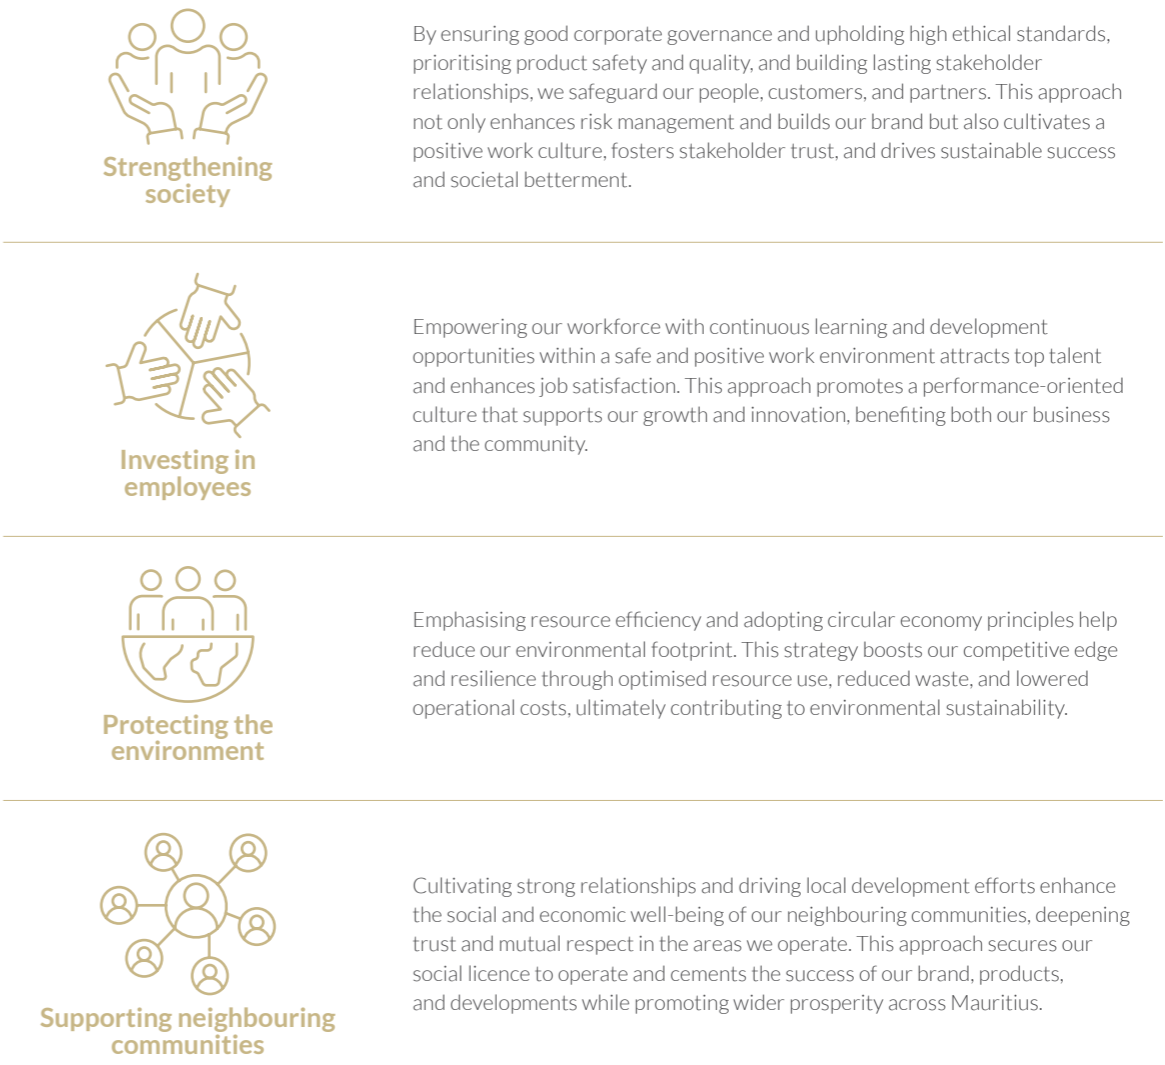 Strengthening
society
By ensuring good corporate governance and upholding high ethical standards,
prioritising product safety and quality, and building lasting stakeholder
relationships, we safeguard our people, customers, and partners. This approach
not only enhances risk management and builds our brand but also cultivates a
positive work culture, fosters stakeholder trust, and drives sustainable success
and societal betterment.
Investing in
employees
Empowering our workforce with continuous learning and development
opportunities within a safe and positive work environment attracts top talent
and enhances job satisfaction. This approach promotes a performance-oriented
culture that supports our growth and innovation, benefiting both our business
and the community.
Protecting the
environment
Emphasising resource efficiency and adopting circular economy principles help
reduce our environmental footprint. This strategy boosts our competitive edge
and resilience through optimised resource use, reduced waste, and lowered
operational costs, ultimately contributing to environmental sustainability.
Supporting neighbouring
communities
Cultivating strong relationships and driving local development efforts enhance
the social and economic well-being of our neighbouring communities, deepening
trust and mutual respect in the areas we operate. This approach secures our
social licence to operate and cements the success of our brand, products,
and developments while promoting wider prosperity across Mauritius.